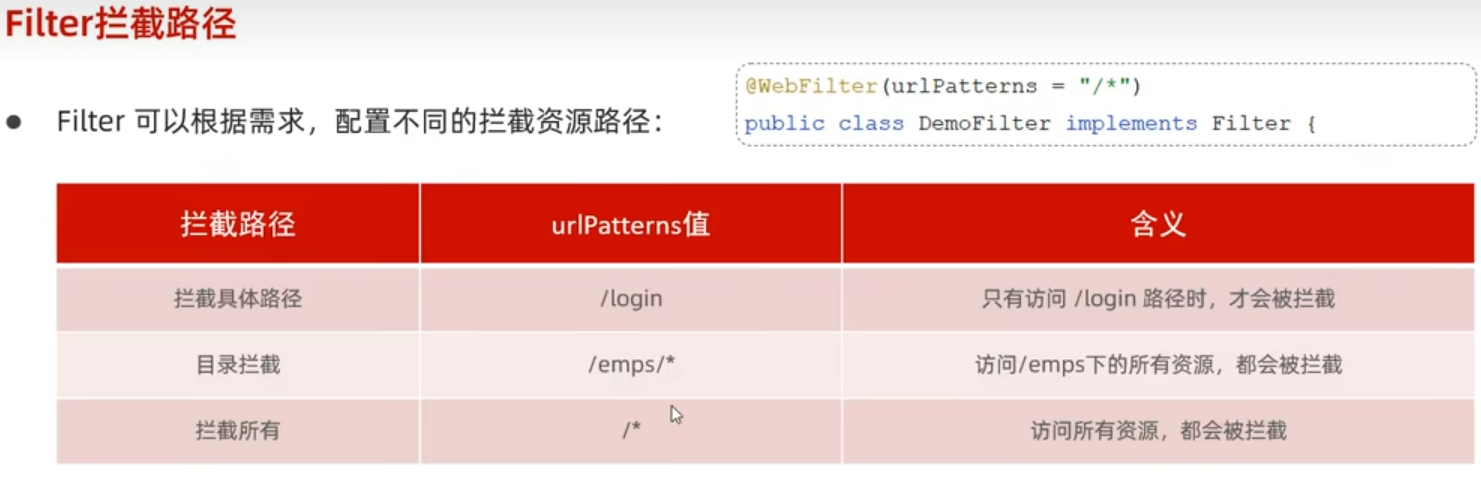 Filter拦截路径
@WebFilter(urlPatterns = "/*")
public class DemoFilter implements Filter {
● Filter 可以根据需求，配置不同的拦截资源路径：
拦截路径 urlPatterns值 含义
拦截具体路径 /login 只有访问 /login 路径时，才会被拦截
目录拦截 /emps/* 访问/emps下的所有资源，都会被拦截
拦截所有 /* 访问所有资源，都会被拦截